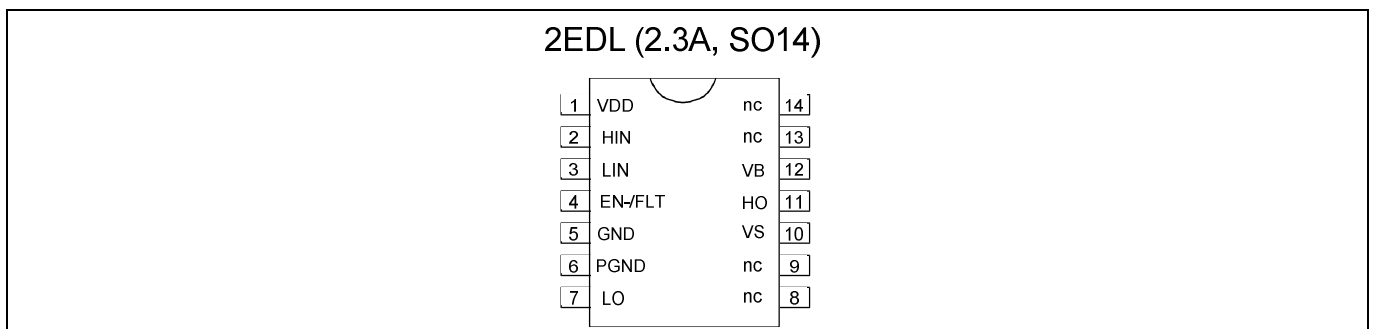 2EDL (2.3A, SO14)
1 VDD nc 14
2 HIN nc 13
3 LIN VB 12
4 EN-/FLT HO 11
5 GND VS 10
6 PGND nc 9
7 LO nc 8